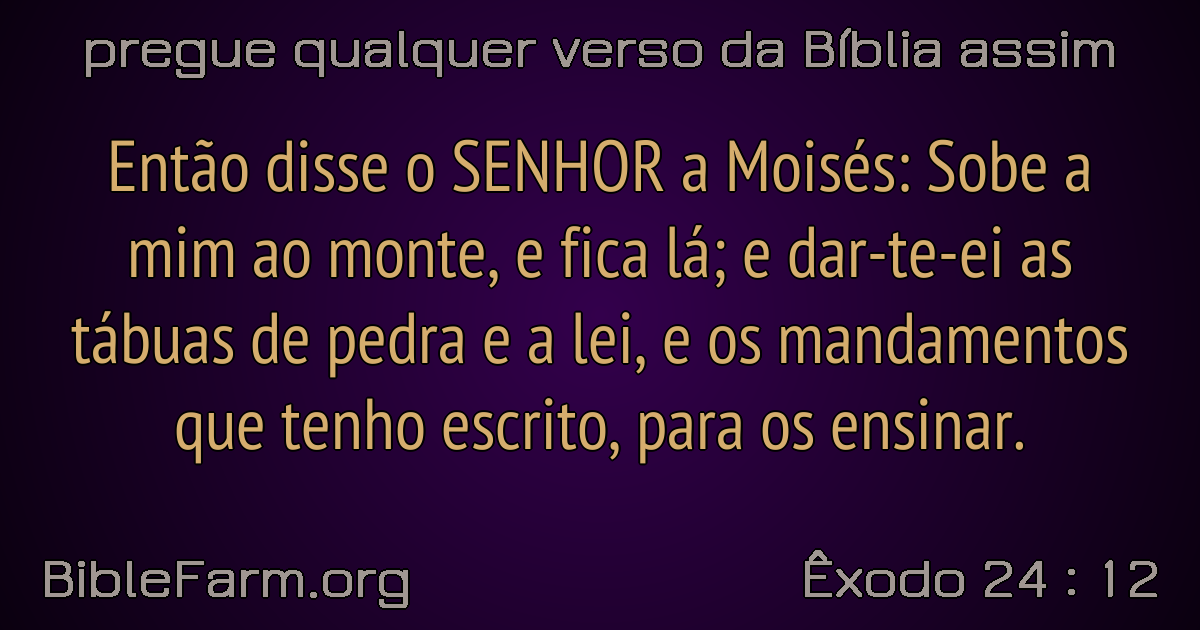 pregue qualquer verso da Bíblia assim
Então disse o SENHOR a Moisés: Sobe a
mim ao monte, e fica lá; e dar-te-ei as
tábuas de pedra e a lei, e os mandamentos
que tenho escrito, para os ensinar.
BibleFarm.org
Êxodo 24 : 12